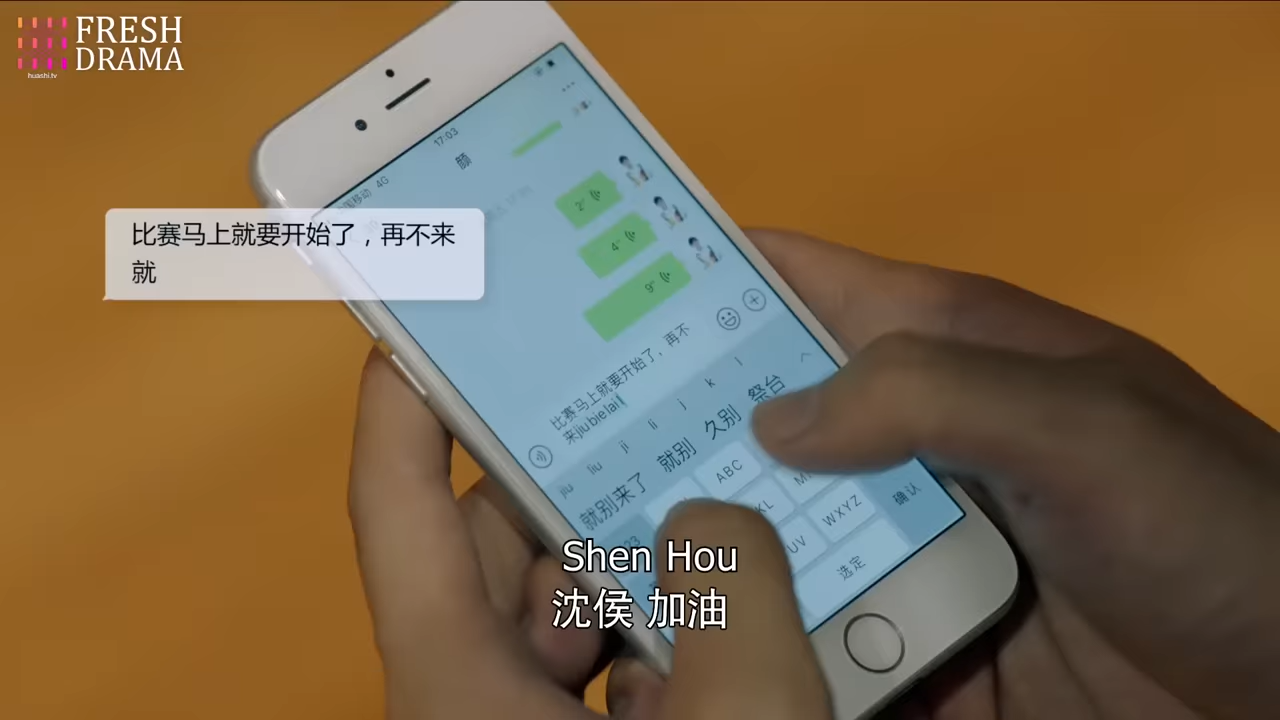 FRESH
DRAMA
huashi.tv
17:03
4G
颜
2"
4"
9"
比赛马上就要开始了，再不来
就
比赛马上就要开始了，再不
来jiu bie lai
jiu
liu
ji
li
j
k
l
就别来了
就别
久别
祭台
ABC
WXYZ
UV
确认
选定
Shen Hou
沈侯 加油